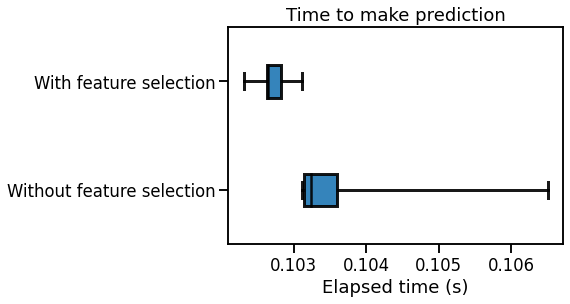 Time to make prediction
With feature selection
Without feature selection
0.103 0.104 0.105 0.106
Elapsed time (s)